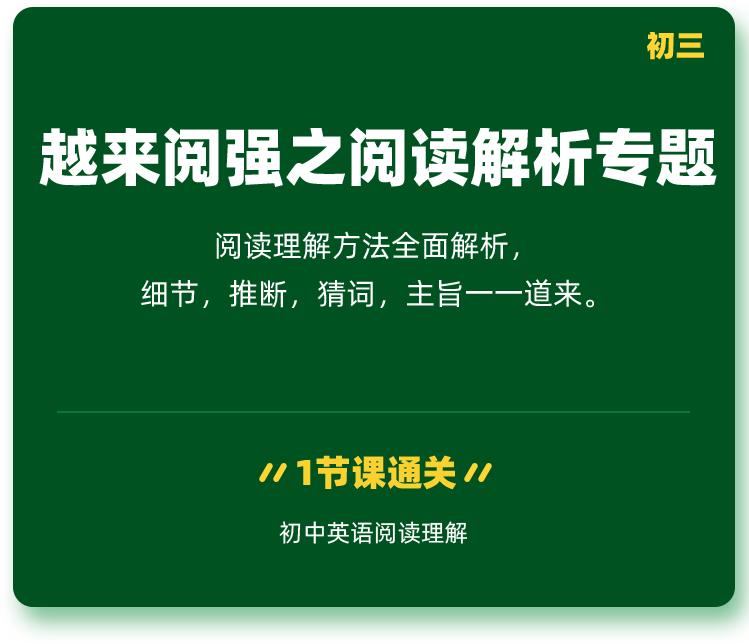 初三
越来阅强之阅读解析专题
阅读理解方法全面解析，
细节，推断，猜词，主旨一一道来。
1节课通关
初中英语阅读理解